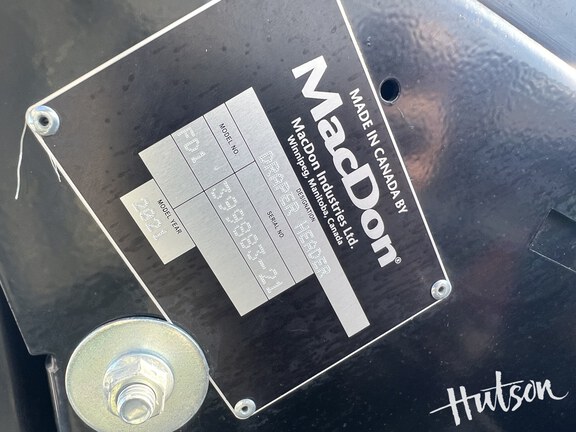 MADE IN CANADA BY
MacDon®
MacDon Industries Ltd.
Winnipeg, Manitoba, Canada
DESIGNATION
DRAPER HEADER
MODEL NO.
SERIAL NO.
FD1
399883-21
MODEL YEAR
2021
Hutson